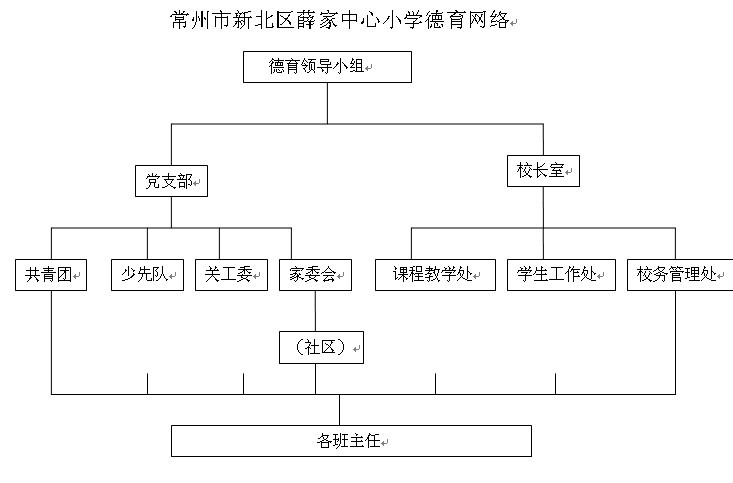 常州市新北区薛家中心小学德育网络
德育领导小组
党支部
校长室
共青团
少先队
关工委
家委会
课程教学处
学生工作处
校务管理处
（社区）
各班主任